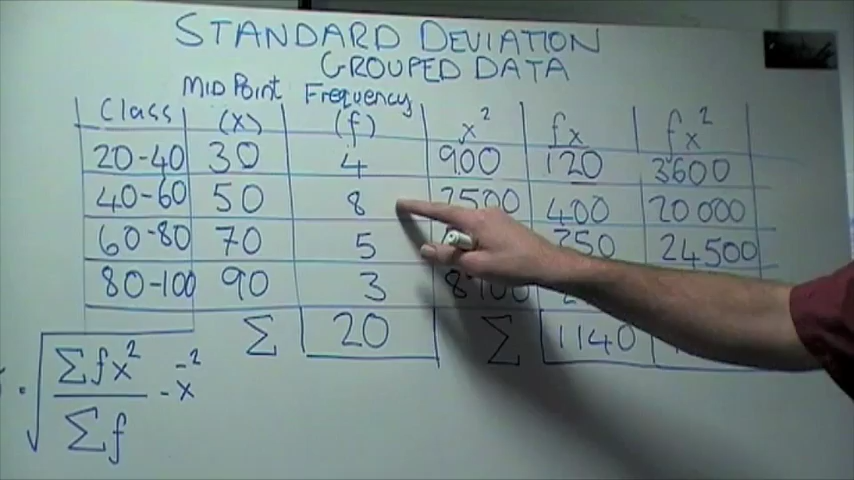 STANDARD DEVIATION
GROUPED DATA
Class MID Point (x) Frequency (f) x² fx fx²
20-40 30 4 900 120 3600
40-60 50 8 2500 400 20 000
60-80 70 5 350 24500
80-100 90 3
Σ 20 Σ 1140
√ Σfx² / Σf - x̄²